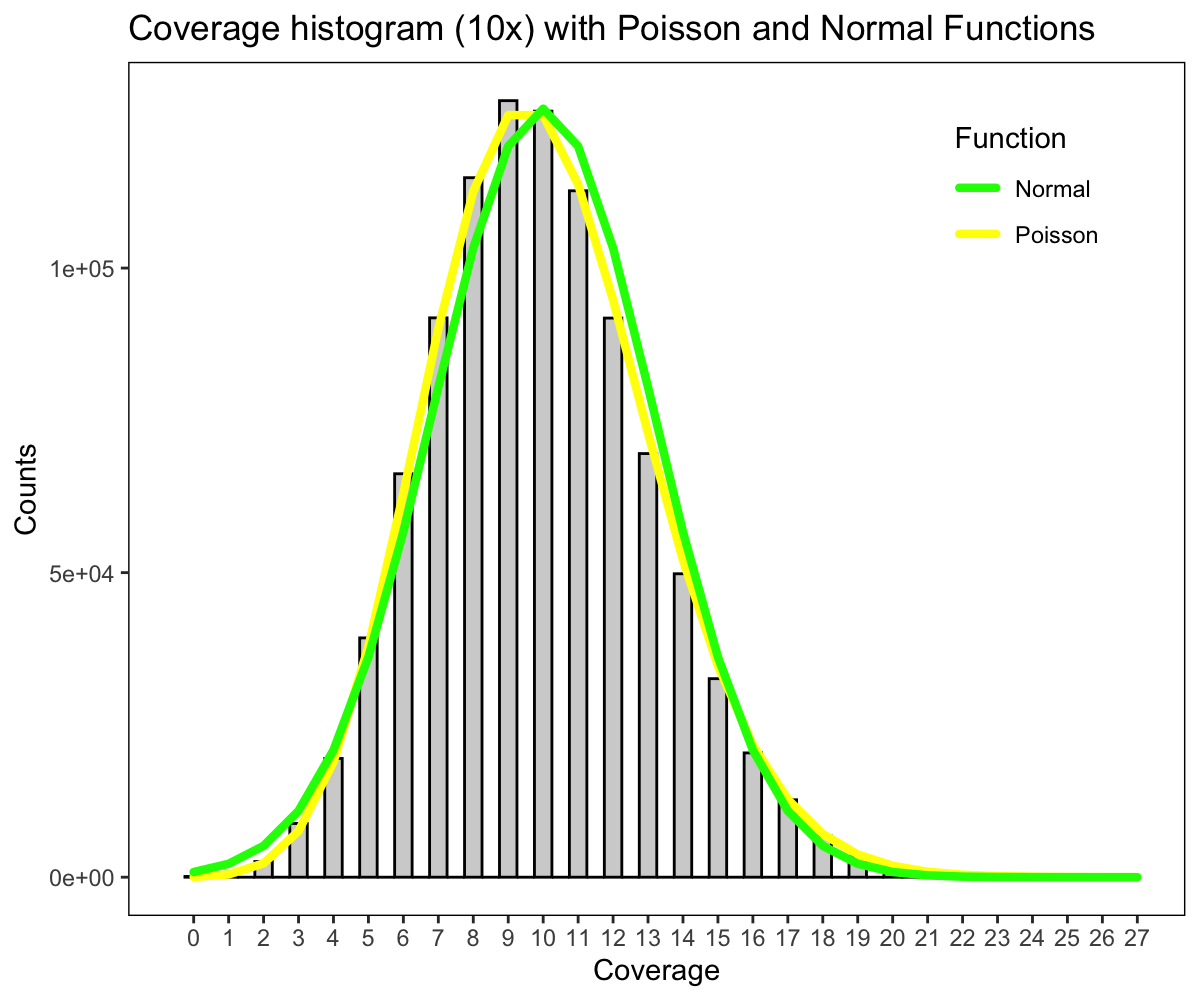 Coverage histogram (10x) with Poisson and Normal Functions
Function
Normal
Poisson
Counts
1e+05
5e+04
0e+00
0 1 2 3 4 5 6 7 8 9 10 11 12 13 14 15 16 17 18 19 20 21 22 23 24 25 26 27
Coverage